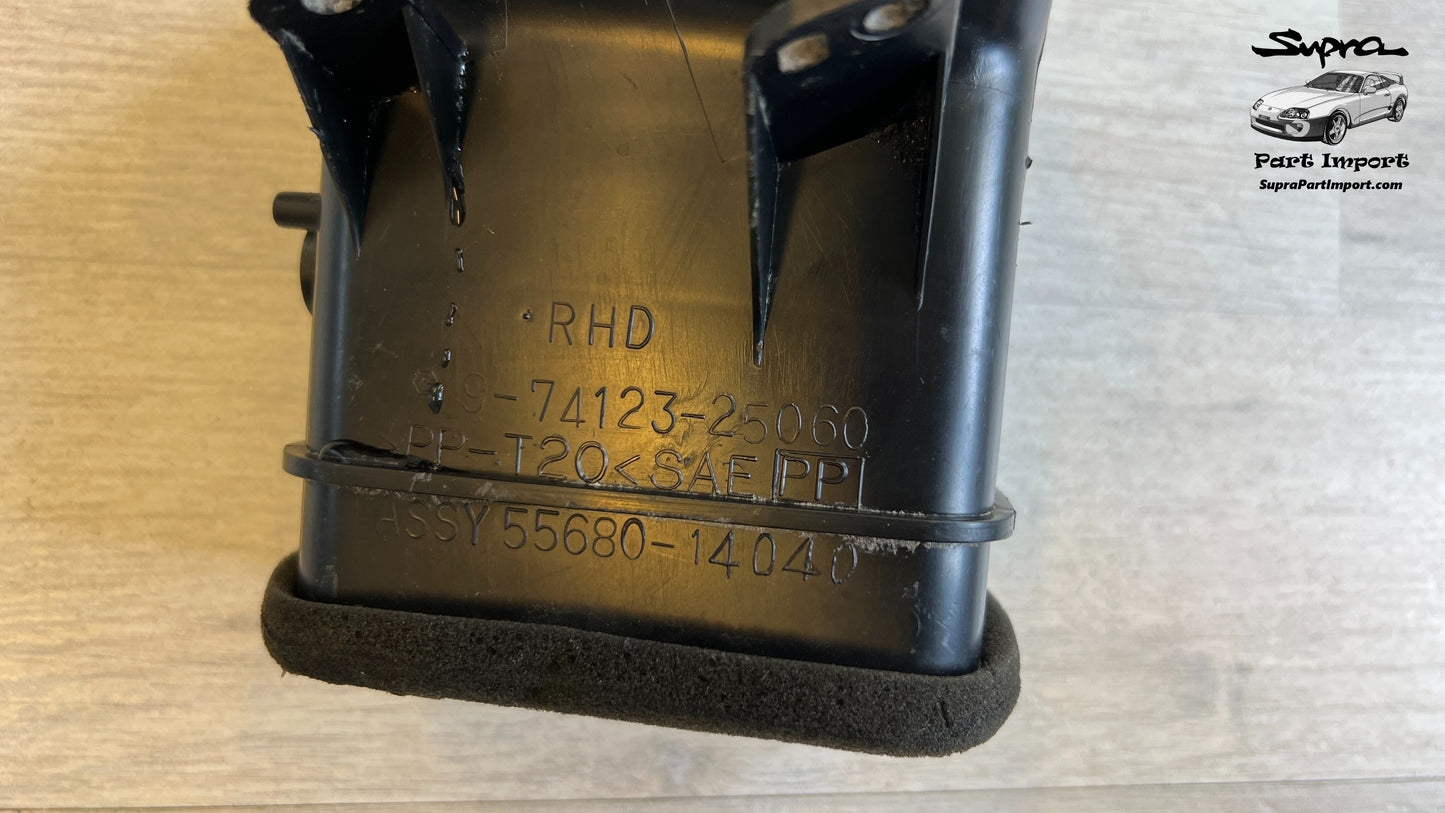 Supra
Part Import
SupraPartImport.com
RHD
9-74123-25060
>PP-T20<SAE PP
ASSY 55680-14040